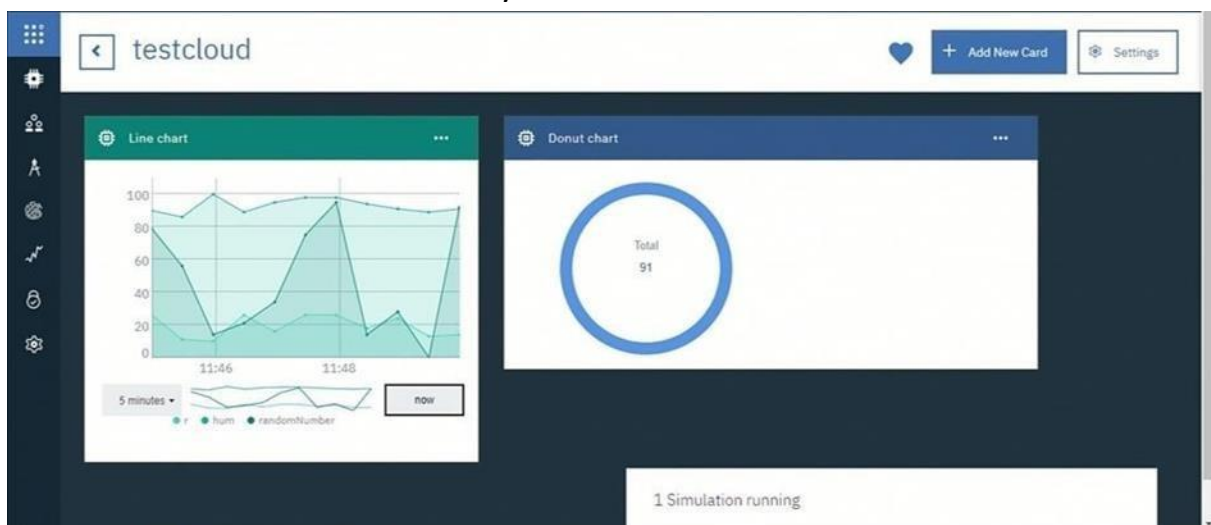 testcloud
+ Add New Card
Settings
Line chart
...
Donut chart
...
100
80
60
40
20
0
11:46
11:48
5 minutes
now
r hum randomNumber
Total
91
1 Simulation running